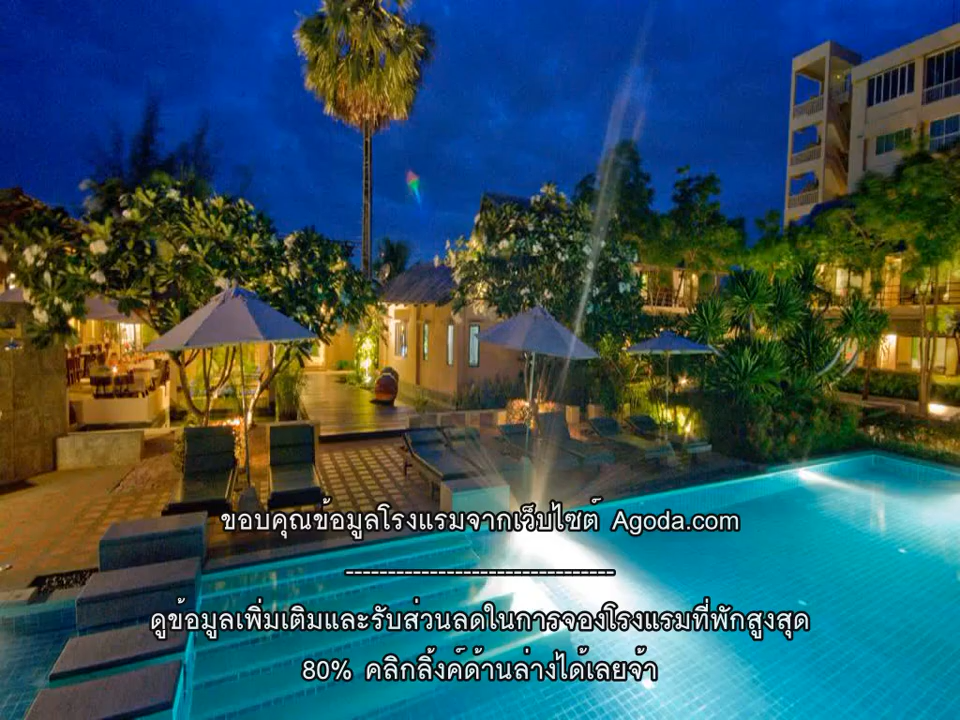 ขอบคุณข้อมูลโรงแรมจากเว็บไซต์ Agoda.com
--------------------------------
ดูข้อมูลเพิ่มเติมและรับส่วนลดในการจองโรงแรมที่พักสูงสุด
80% คลิกลิ้งค์ด้านล่างได้เลยจ้า